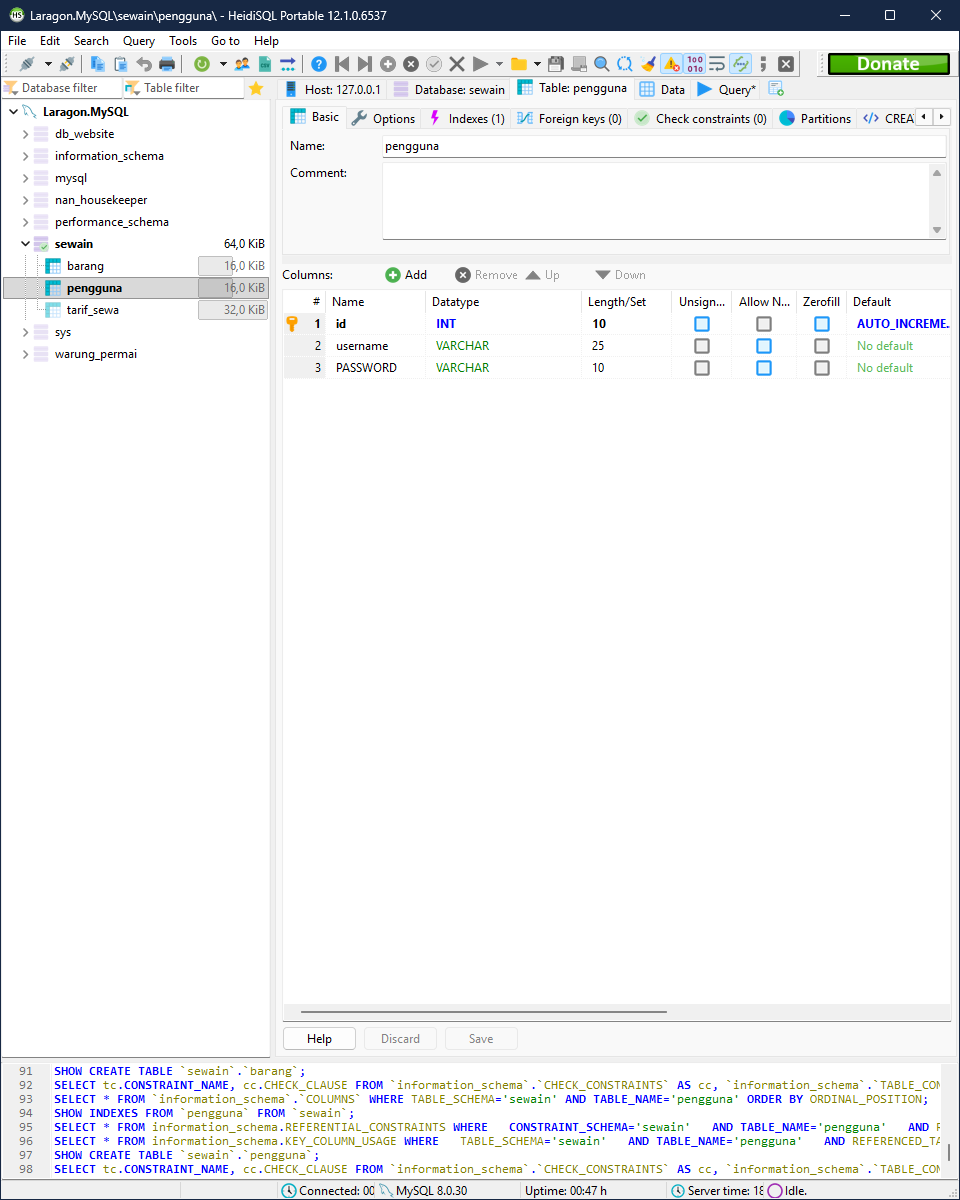 Laragon.MySQL\sewain\pengguna\ - HeidiSQL Portable 12.1.0.6537
File Edit Search Query Tools Go to Help
Donate
Database filter Table filter
Host: 127.0.0.1 Database: sewain Table: pengguna Data Query*
Laragon.MySQL
db_website
information_schema
mysql
nan_housekeeper
performance_schema
sewain 64,0 KiB
barang 16,0 KiB
pengguna 16,0 KiB
tarif_sewa 32,0 KiB
sys
warung_permai
Basic Options Indexes (1) Foreign keys (0) Check constraints (0) Partitions CREA
Name: pengguna
Comment:
Columns: Add Remove Up Down
# Name Datatype Length/Set Unsign... Allow N... Zerofill Default
1 id INT 10 AUTO_INCREME...
2 username VARCHAR 25 No default
3 PASSWORD VARCHAR 10 No default
Help Discard Save
91 SHOW CREATE TABLE `sewain`.`barang`;
92 SELECT tc.CONSTRAINT_NAME, cc.CHECK_CLAUSE FROM `information_schema`.`CHECK_CONSTRAINTS` AS cc, `information_schema`.`TABLE_CON
93 SELECT * FROM `information_schema`.`COLUMNS` WHERE TABLE_SCHEMA='sewain' AND TABLE_NAME='pengguna' ORDER BY ORDINAL_POSITION;
94 SHOW INDEXES FROM `pengguna` FROM `sewain`;
95 SELECT * FROM information_schema.REFERENTIAL_CONSTRAINTS WHERE CONSTRAINT_SCHEMA='sewain' AND TABLE_NAME='pengguna' AND
96 SELECT * FROM information_schema.KEY_COLUMN_USAGE WHERE TABLE_SCHEMA='sewain' AND TABLE_NAME='pengguna' AND REFERENCED_TA
97 SHOW CREATE TABLE `sewain`.`pengguna`;
98 SELECT tc.CONSTRAINT_NAME, cc.CHECK_CLAUSE FROM `information_schema`.`CHECK_CONSTRAINTS` AS cc, `information_schema`.`TABLE_CON
Connected: 00 MySQL 8.0.30 Uptime: 00:47 h Server time: 18 Idle.